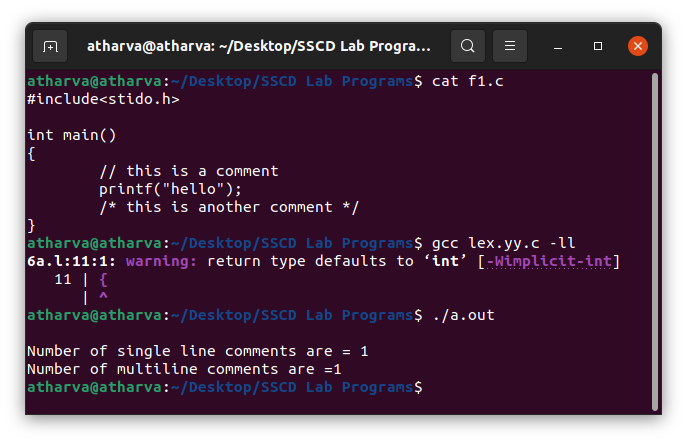 atharva@atharva: ~/Desktop/SSCD Lab Progra...
atharva@atharva:~/Desktop/SSCD Lab Programs$ cat f1.c
#include<stido.h>

int main()
{
        // this is a comment
        printf("hello");
        /* this is another comment */
}
atharva@atharva:~/Desktop/SSCD Lab Programs$ gcc lex.yy.c -ll
6a.l:11:1: warning: return type defaults to ‘int’ [-Wimplicit-int]
   11 | {
      | ^
atharva@atharva:~/Desktop/SSCD Lab Programs$ ./a.out

Number of single line comments are = 1
Number of multiline comments are =1
atharva@atharva:~/Desktop/SSCD Lab Programs$